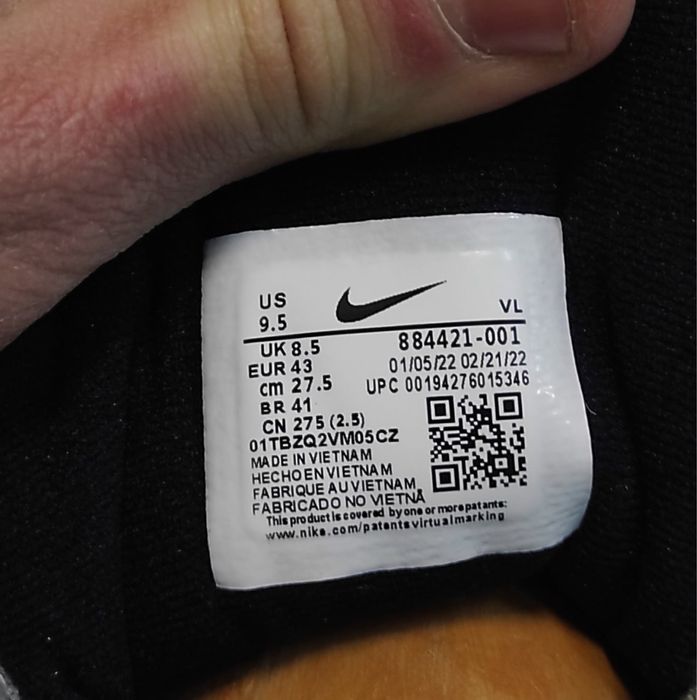 US
9.5
VL
UK 8.5
884421-001
EUR 43
01/05/22 02/21/22
cm 27.5
UPC 00194276015346
BR 41
CN 275 (2.5)
01TBZQ2VM05CZ
MADE IN VIETNAM
HECHO EN VIETNAM
FABRIQUE AU VIETNAM
FABRICADO NO VIETNÃ
This product is covered by one or more patents:
www.nike.com/patentsvirtualmarking